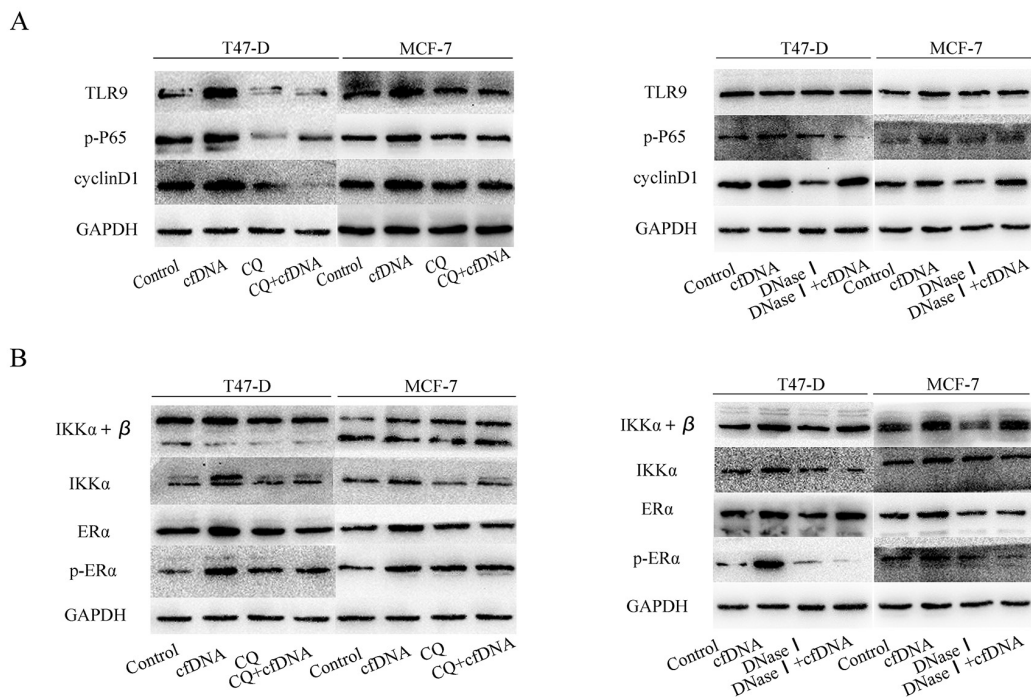 A
T47-D MCF-7
TLR9
p-P65
cyclinD1
GAPDH
Control cfDNA CQ CQ+cfDNA Control cfDNA CQ CQ+cfDNA
T47-D MCF-7
TLR9
p-P65
cyclinD1
GAPDH
Control cfDNA DNase I DNase I+cfDNA Control cfDNA DNase I DNase I+cfDNA
B
T47-D MCF-7
IKKα + β
IKKα
ERα
p-ERα
GAPDH
Control cfDNA CQ CQ+cfDNA Control cfDNA CQ CQ+cfDNA
T47-D MCF-7
IKKα + β
IKKα
ERα
p-ERα
GAPDH
Control cfDNA DNase I DNase I+cfDNA Control cfDNA DNase I DNase I+cfDNA